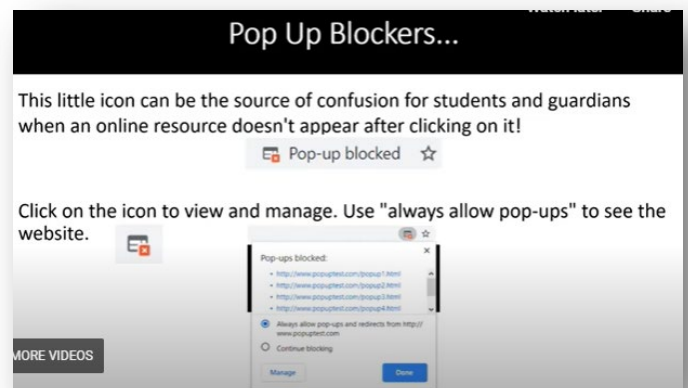 Watch later Share
Pop Up Blockers...
This little icon can be the source of confusion for students and guardians
when an online resource doesn't appear after clicking on it!
Pop-up blocked
Click on the icon to view and manage. Use "always allow pop-ups" to see the
website.
Pop-ups blocked:
http://www.popuptest.com/popup1.html
http://www.popuptest.com/popup2.html
http://www.popuptest.com/popup3.html
http://www.popuptest.com/popup4.html
Always allow pop-ups and redirects from http://
www.popuptest.com
Continue blocking
MORE VIDEOS
Manage Done